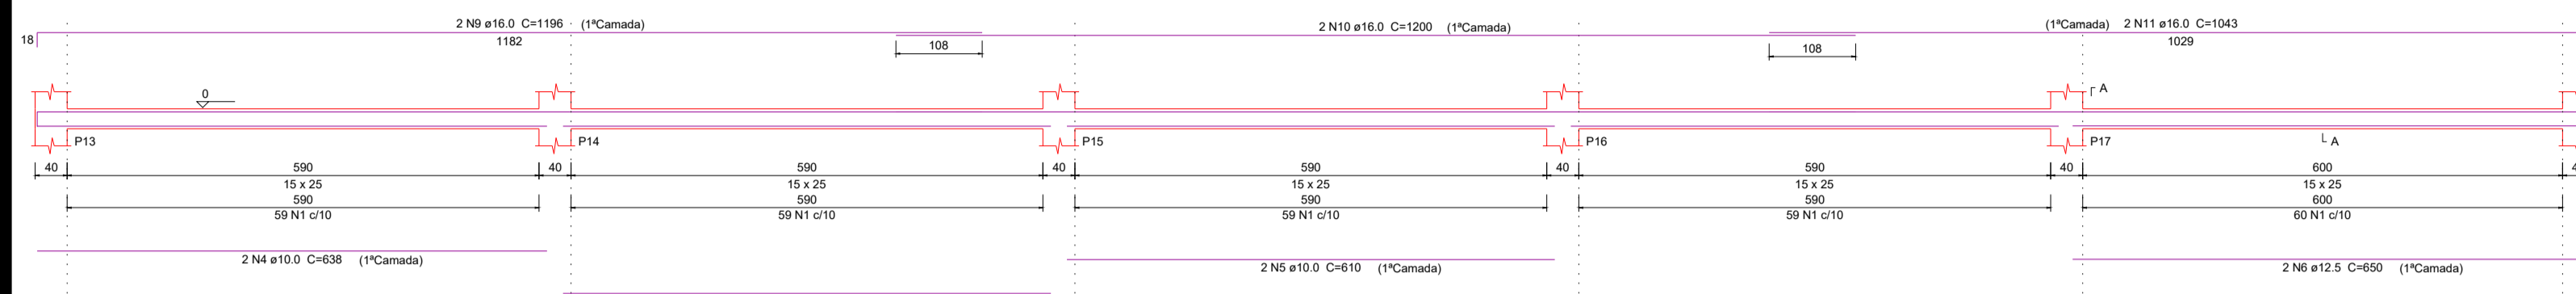 2 N9 ø16.0 C=1196 (1ªCamada)
18
1182
108
2 N10 ø16.0 C=1200 (1ªCamada)
108
(1ªCamada) 2 N11 ø16.0 C=1043
1029
0
A
P13 P14 P15 P16 P17 A
40 590 40 590 40 590 40 590 40 600
15 x 25 15 x 25 15 x 25 15 x 25 15 x 25
590 590 590 590 600
59 N1 c/10 59 N1 c/10 59 N1 c/10 59 N1 c/10 60 N1 c/10
2 N4 ø10.0 C=638 (1ªCamada)
2 N5 ø10.0 C=610 (1ªCamada)
2 N6 ø12.5 C=650 (1ªCamada)